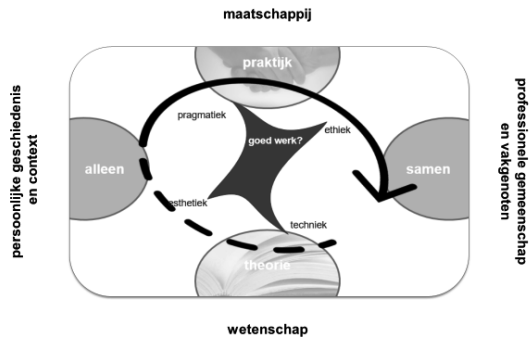 maatschappij
praktijk
pragmatiek
ethiek
goed werk?
persoonlijke geschiedenis
en context
alleen
samen
professionele gemeenschap
en vakgenoten
esthetiek
techniek
theorie
wetenschap